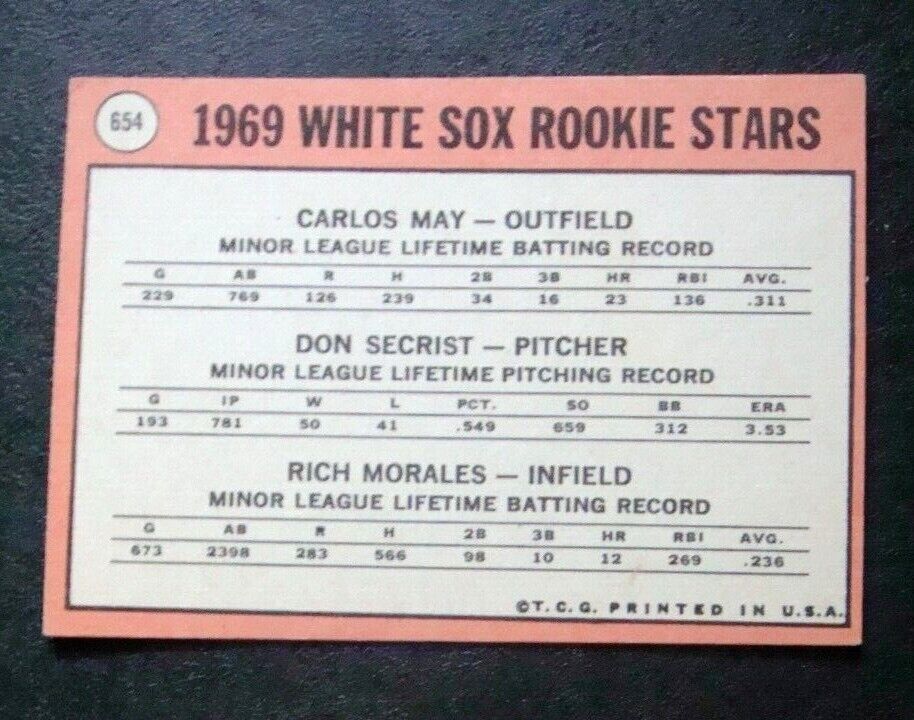 654 1969 WHITE SOX ROOKIE STARS
CARLOS MAY — OUTFIELD
MINOR LEAGUE LIFETIME BATTING RECORD
G AB R H 2B 3B HR RBI AVG.
229 769 126 239 34 16 23 136 .311
DON SECRIST — PITCHER
MINOR LEAGUE LIFETIME PITCHING RECORD
G IP W L PCT. SO BB ERA
193 781 50 41 .549 659 312 3.53
RICH MORALES — INFIELD
MINOR LEAGUE LIFETIME BATTING RECORD
G AB R H 2B 3B HR RBI AVG.
673 2398 283 566 98 10 12 269 .236
©T.C.G. PRINTED IN U.S.A.